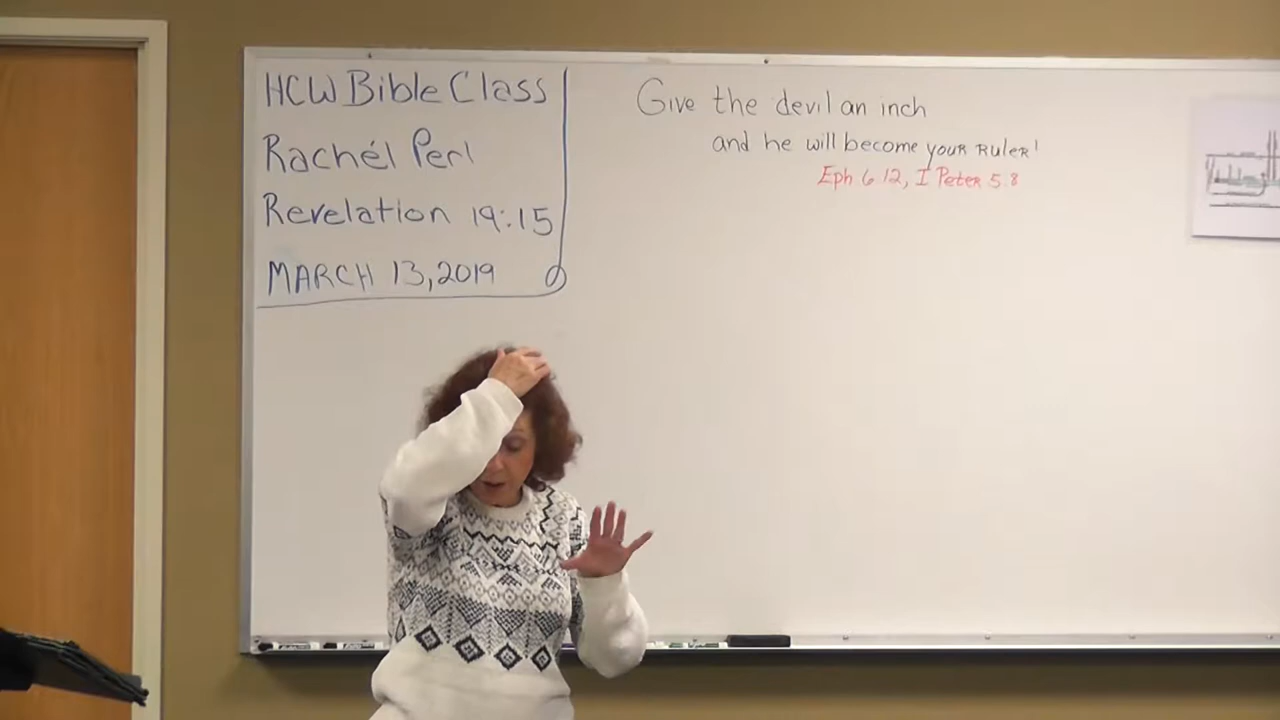 HCW Bible Class
Rachél Perl
Revelation 19:15
MARCH 13, 2019
Give the devil an inch
and he will become your RuleR!
Eph 6.12, I Peter 5.8